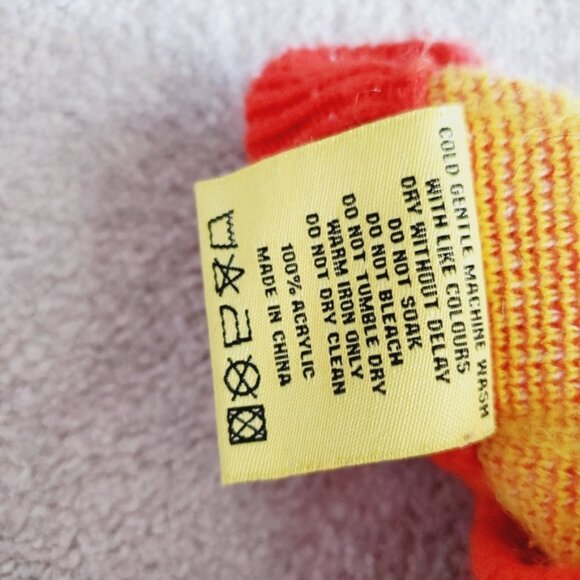 COLD GENTLE MACHINE WASH
WITH LIKE COLOURS
DRY WITHOUT DELAY
DO NOT SOAK
DO NOT BLEACH
DO NOT TUMBLE DRY
WARM IRON ONLY
DO NOT DRY CLEAN
100% ACRYLIC
MADE IN CHINA